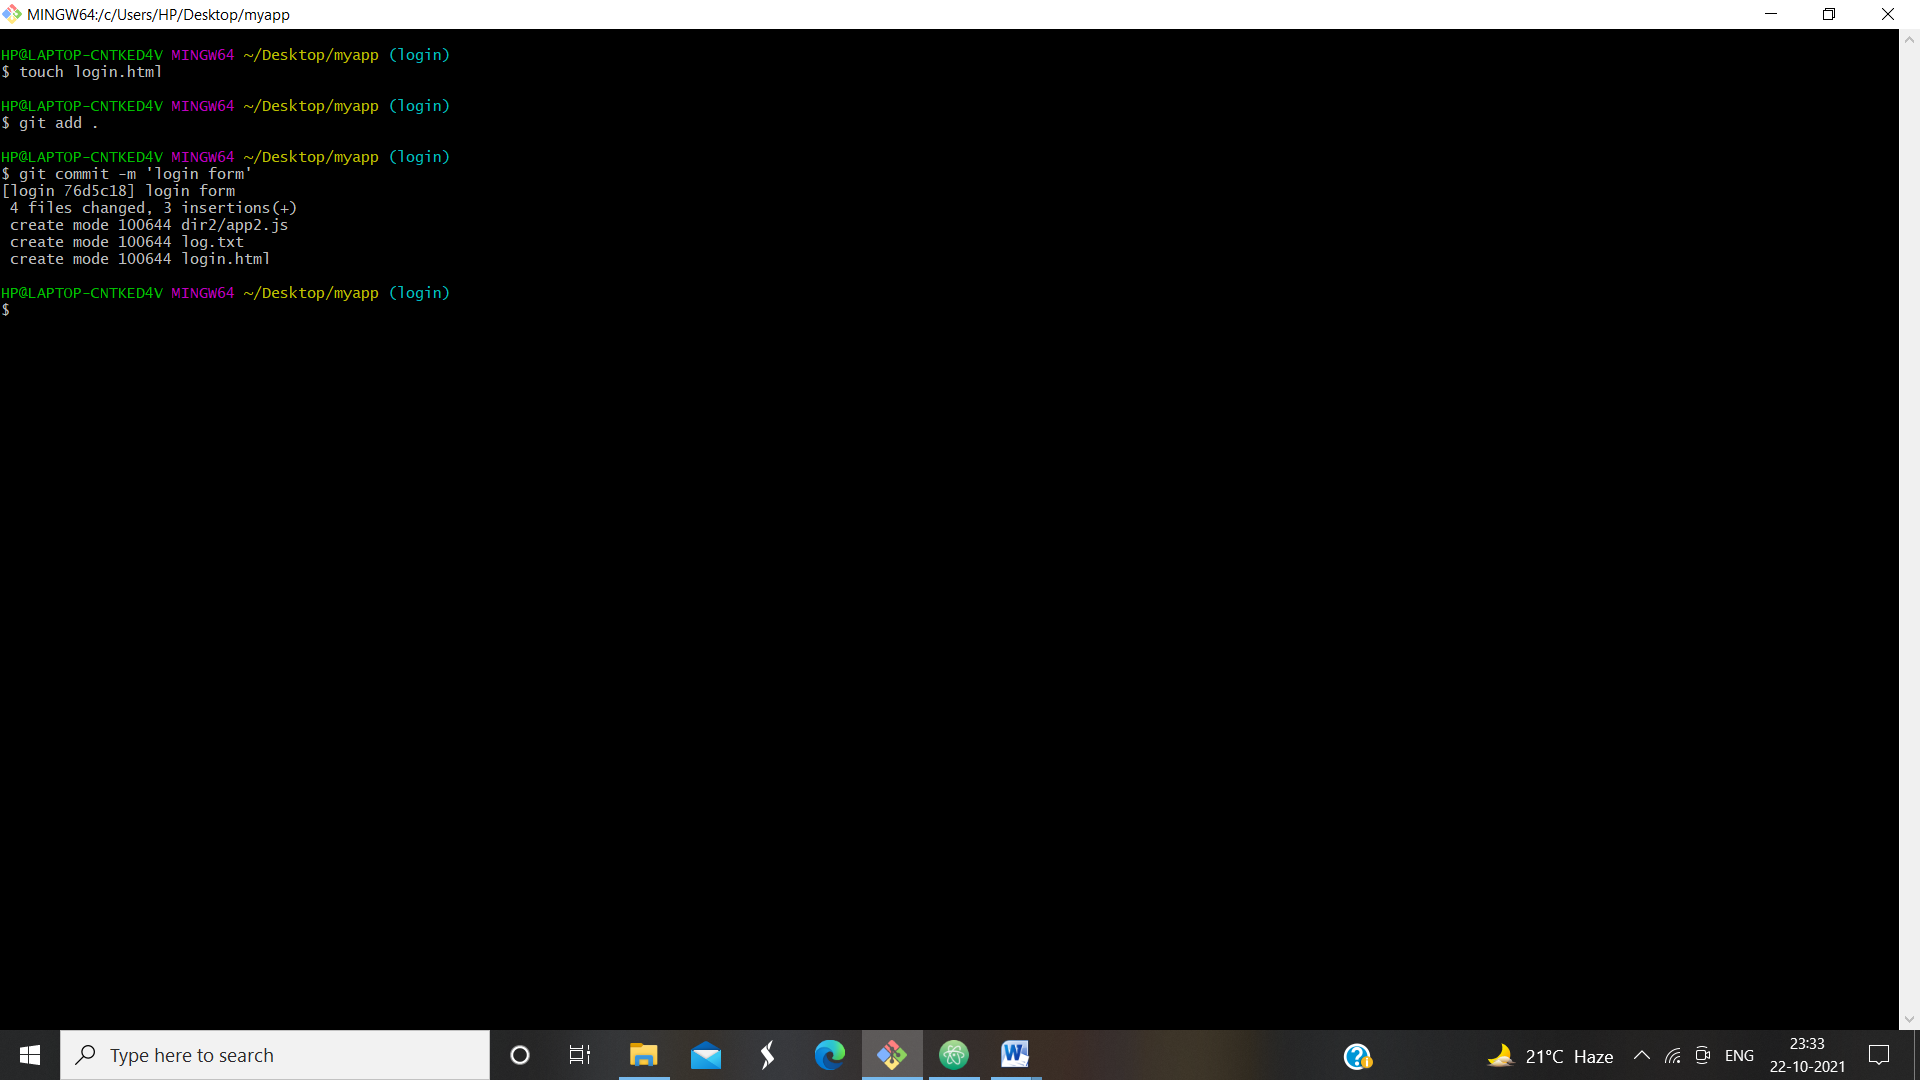 MINGW64:/c/Users/HP/Desktop/myapp
HP@LAPTOP-CNTKED4V MINGW64 ~/Desktop/myapp (login)
$ touch login.html
HP@LAPTOP-CNTKED4V MINGW64 ~/Desktop/myapp (login)
$ git add .
HP@LAPTOP-CNTKED4V MINGW64 ~/Desktop/myapp (login)
$ git commit -m 'login form'
[login 76d5c18] login form
 4 files changed, 3 insertions(+)
 create mode 100644 dir2/app2.js
 create mode 100644 log.txt
 create mode 100644 login.html
HP@LAPTOP-CNTKED4V MINGW64 ~/Desktop/myapp (login)
$
Type here to search
21°C Haze
ENG
23:33
22-10-2021